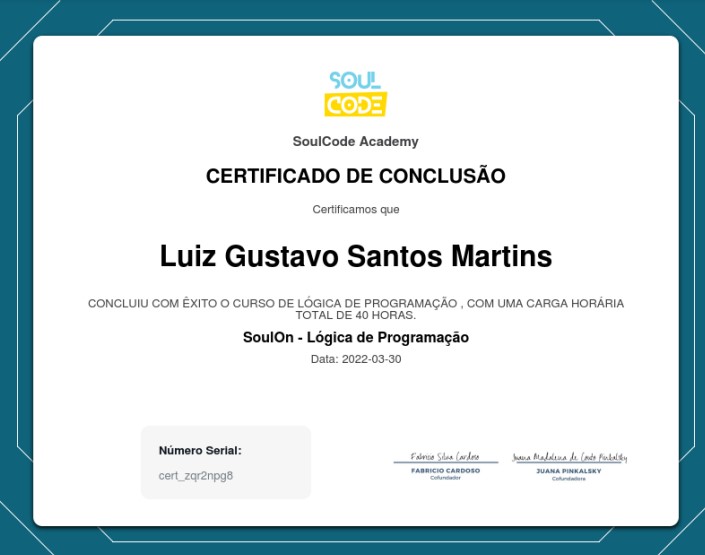 SOUL
CODE
SoulCode Academy
CERTIFICADO DE CONCLUSÃO
Certificamos que
Luiz Gustavo Santos Martins
CONCLUIU COM ÊXITO O CURSO DE LÓGICA DE PROGRAMAÇÃO , COM UMA CARGA HORÁRIA
TOTAL DE 40 HORAS.
SoulOn - Lógica de Programação
Data: 2022-03-30
Número Serial:
cert_zqr2npg8
Fabricio Silva Cardoso
FABRICIO CARDOSO
Cofundador
Juana Madalena de Couto Pinkalsky
JUANA PINKALSKY
Cofundadora